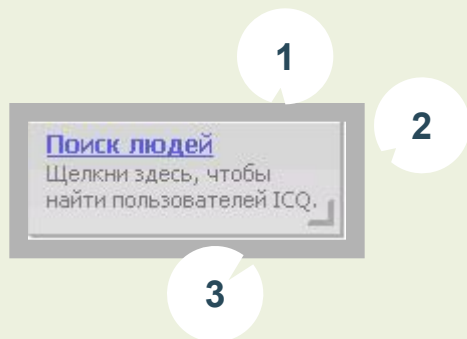 1
2
Поиск людей
Щелкни здесь, чтобы
найти пользователей ICQ.
3